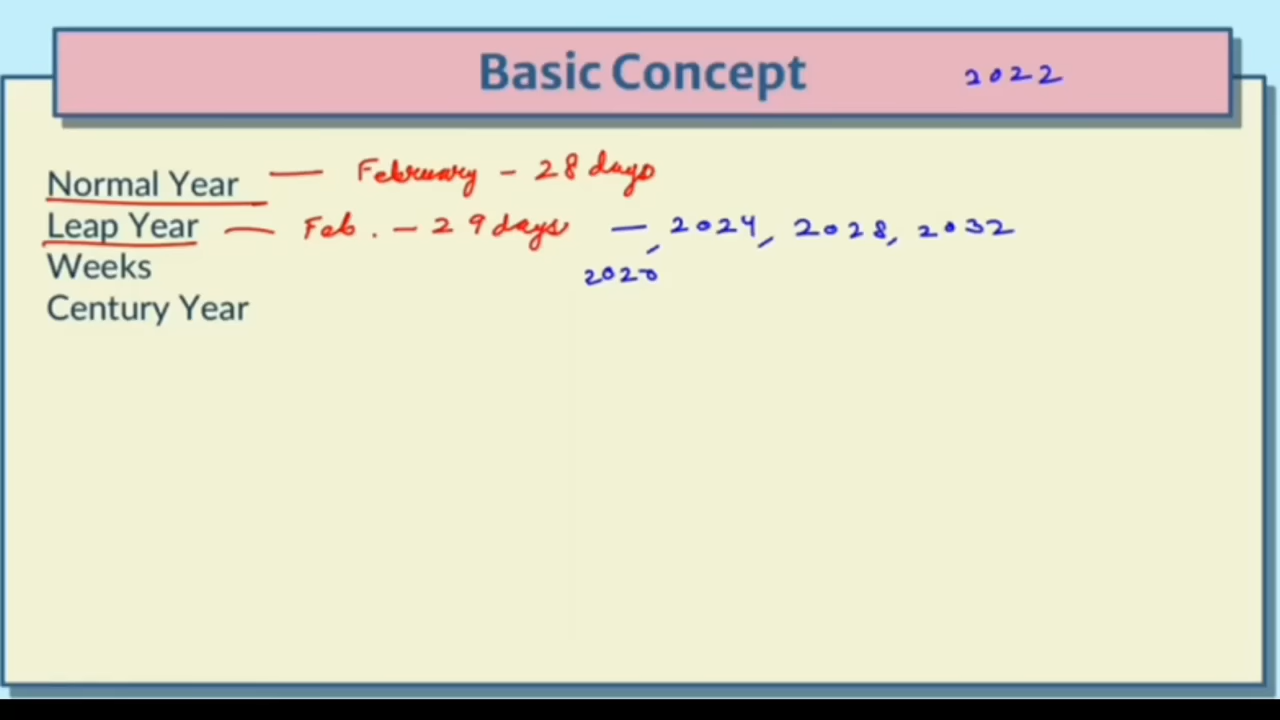 Basic Concept 2022
Normal Year — February - 28 days
Leap Year — Feb. - 29 days — , 2024, 2028, 2032
2020
Weeks
Century Year